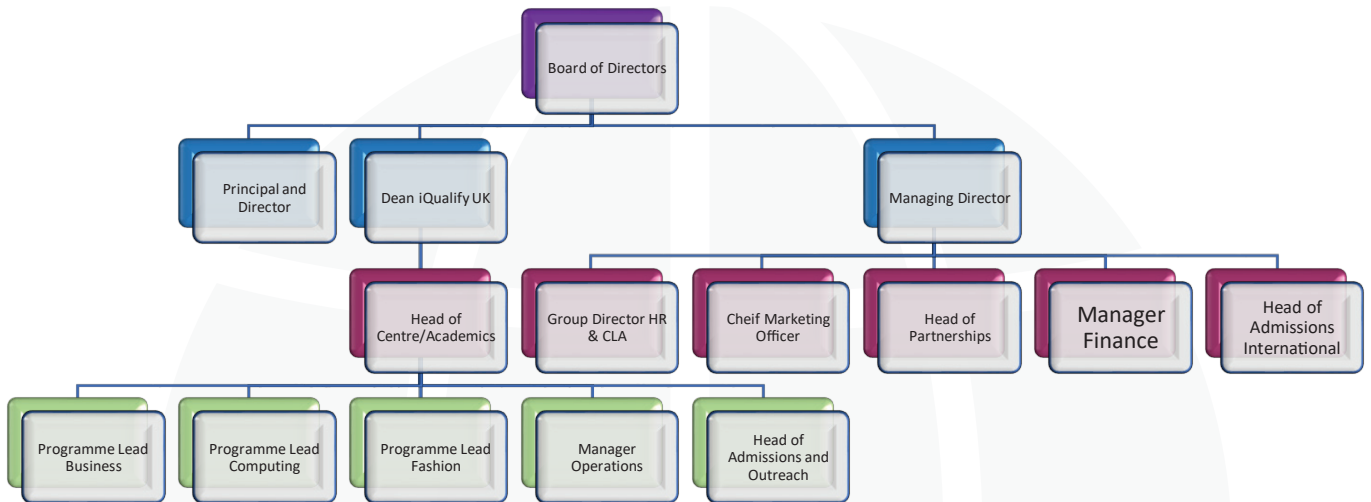 Board of Directors
Principal and
Director
Dean iQualify UK
Managing Director
Head of
Centre/Academics
Group Director HR
& CLA
Cheif Marketing
Officer
Head of
Partnerships
Manager
Finance
Head of
Admissions
International
Programme Lead
Business
Programme Lead
Computing
Programme Lead
Fashion
Manager
Operations
Head of
Admissions and
Outreach